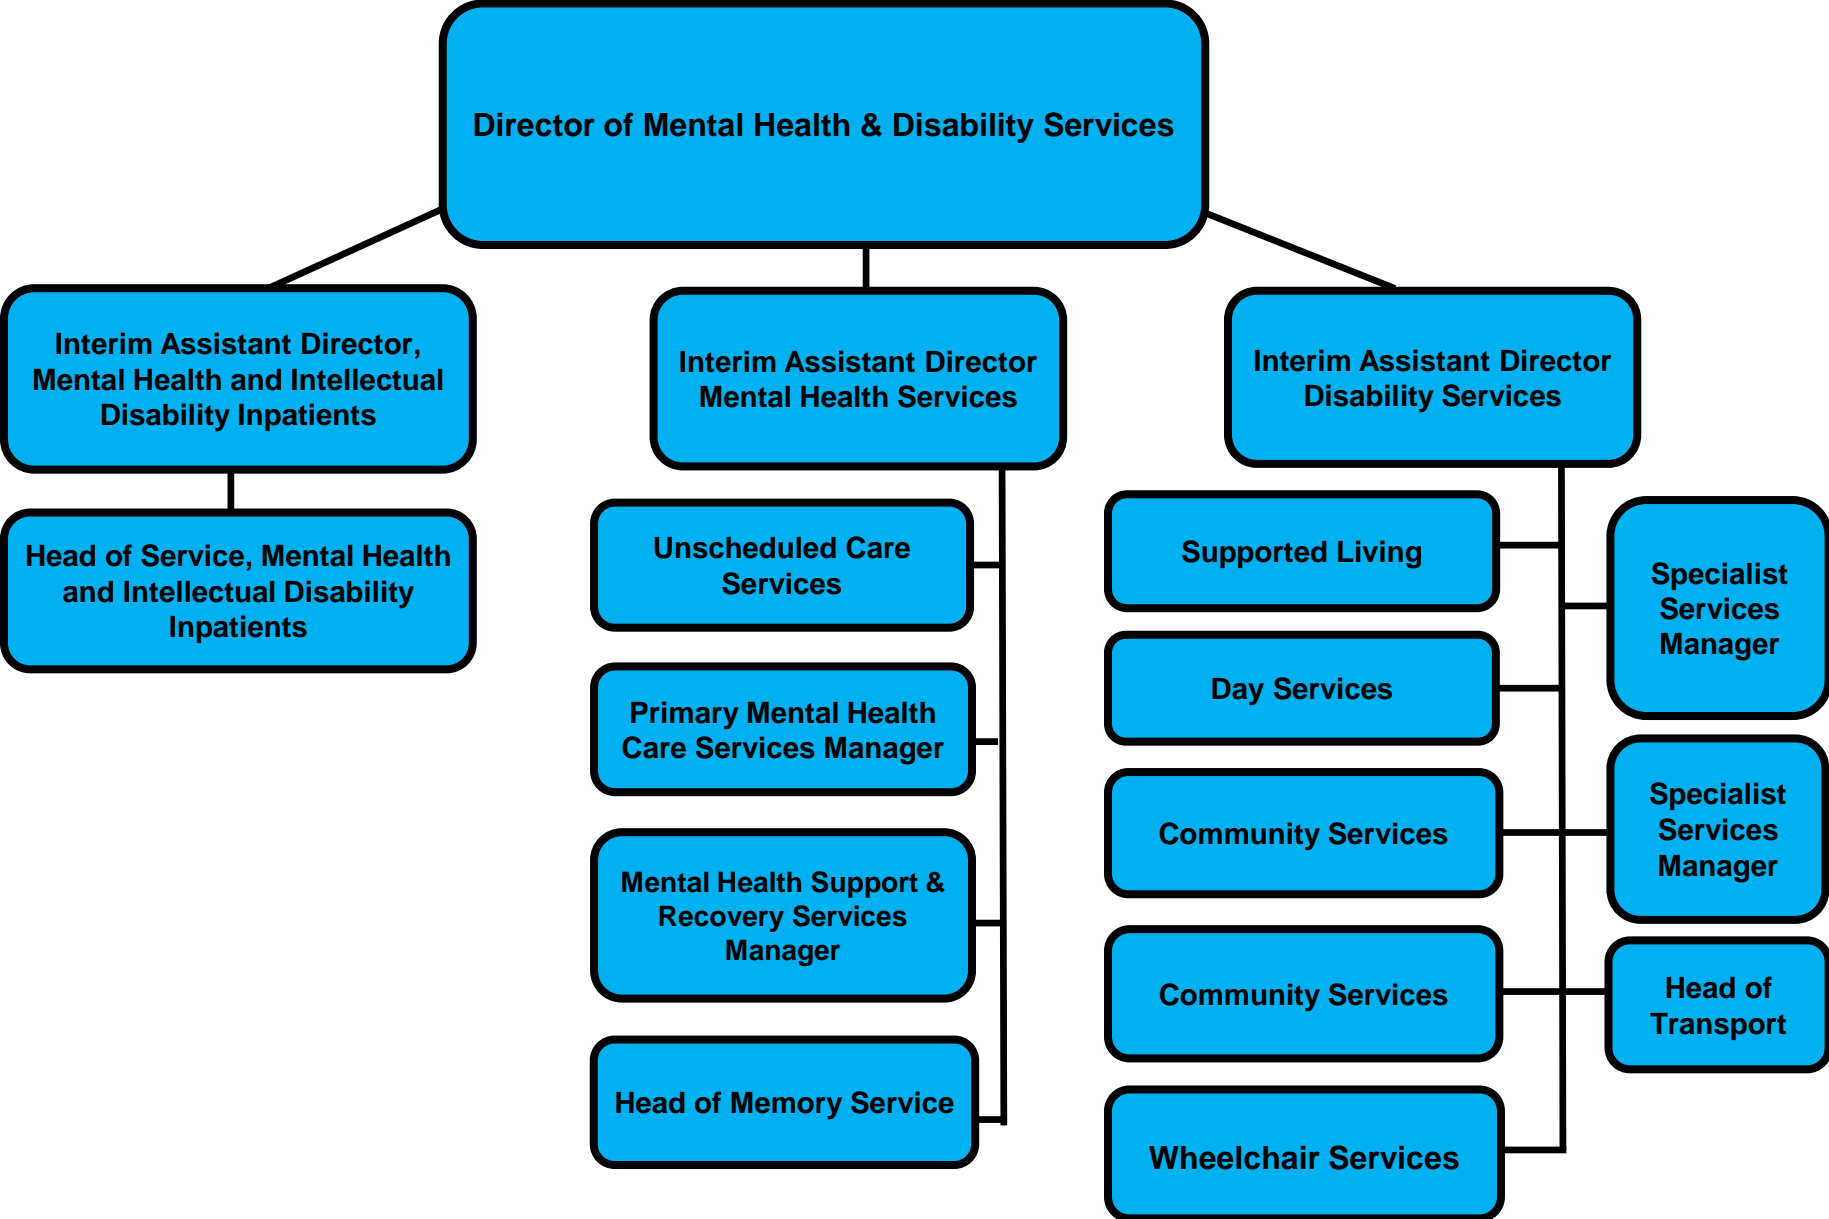 Director of Mental Health & Disability Services
Interim Assistant Director,
Mental Health and Intellectual
Disability Inpatients
Interim Assistant Director
Mental Health Services
Interim Assistant Director
Disability Services
Head of Service, Mental Health
and Intellectual Disability
Inpatients
Unscheduled Care
Services
Primary Mental Health
Care Services Manager
Mental Health Support &
Recovery Services
Manager
Head of Memory Service
Supported Living
Day Services
Community Services
Community Services
Wheelchair Services
Specialist
Services
Manager
Specialist
Services
Manager
Head of
Transport